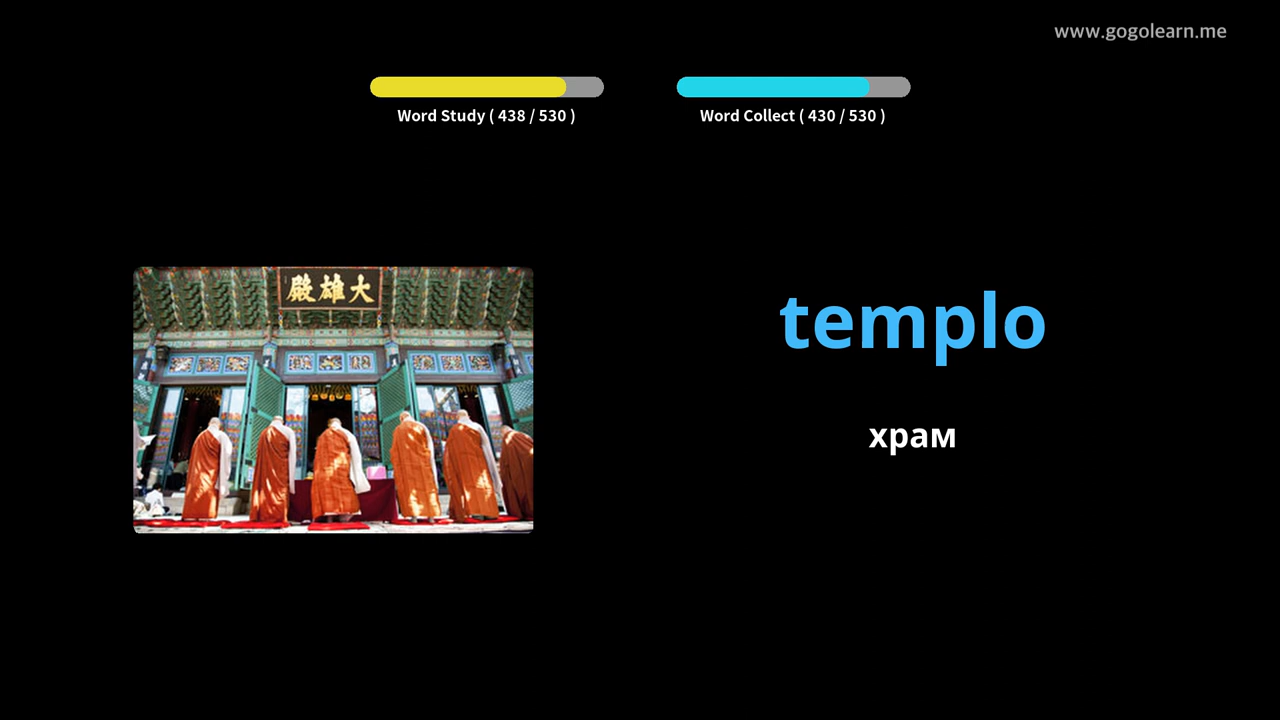 www.gogolearn.me
Word Study ( 438 / 530 )
Word Collect ( 430 / 530 )
殿雄大
templo
храм